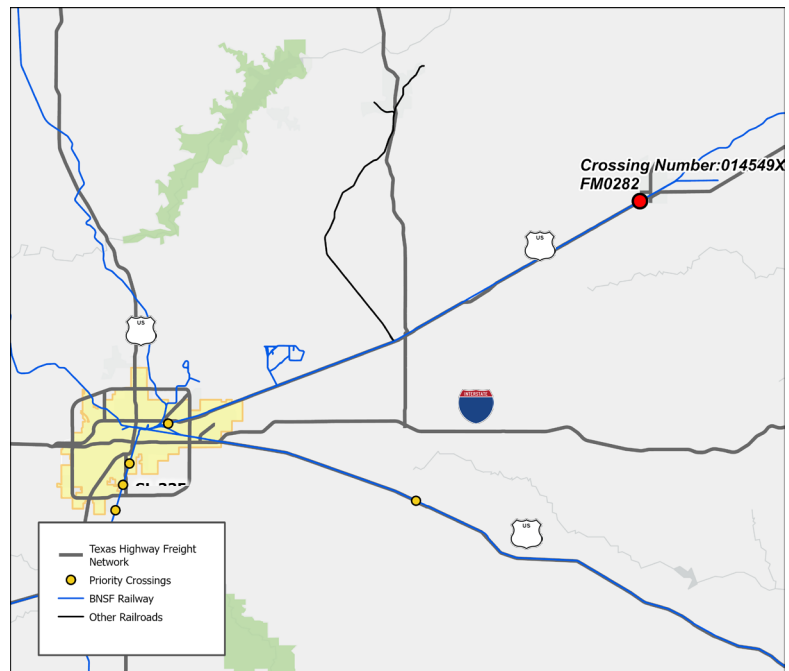 Crossing Number:014549X
FM0282
US
US
INTERSTATE
US
Texas Highway Freight
Network
Priority Crossings
BNSF Railway
Other Railroads